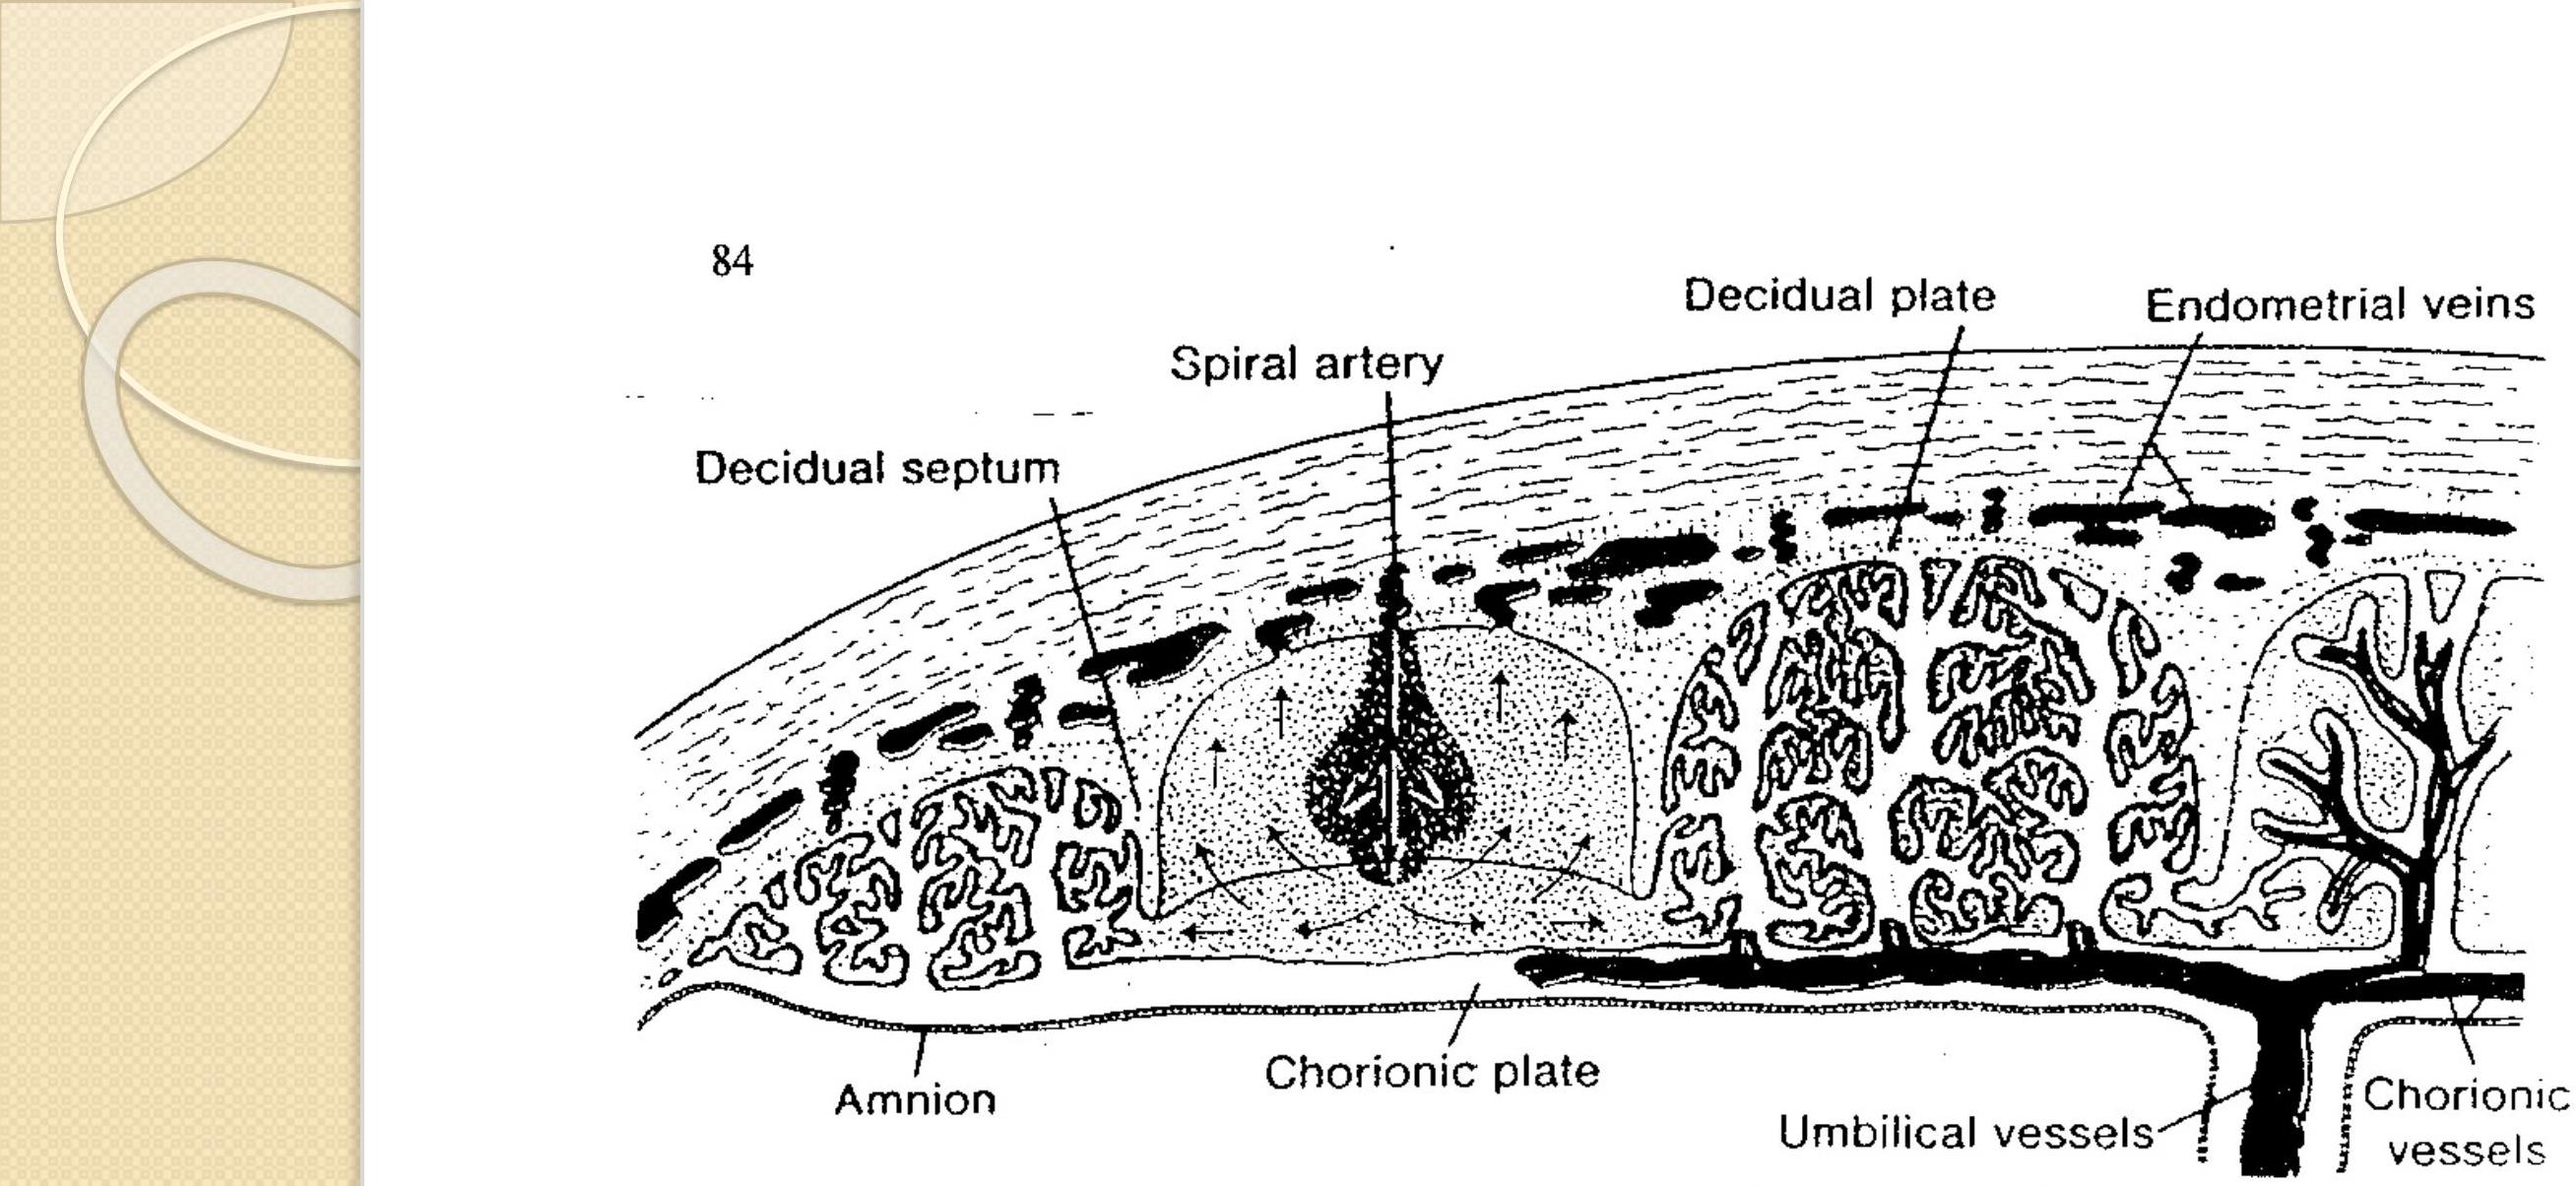 84
Decidual plate
Endometrial veins
Spiral artery
Decidual septum
Chorionic plate
Amnion
Umbilical vessels
Chorionic
vessels